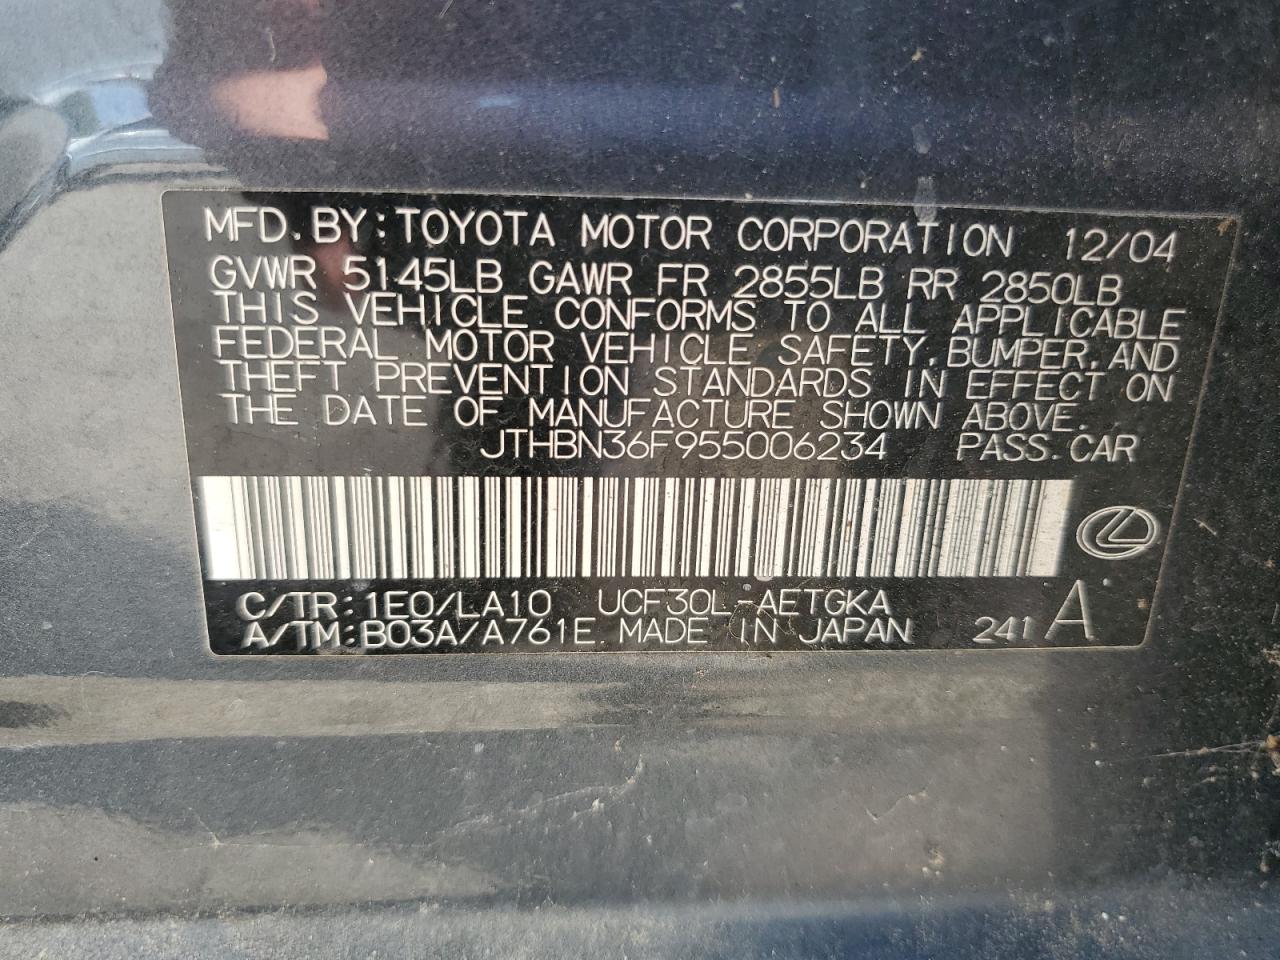 MFD. BY: TOYOTA MOTOR CORPORATION 12/04
GVWR 5145LB GAWR FR 2855LB RR 2850LB
THIS VEHICLE CONFORMS TO ALL APPLICABLE
FEDERAL MOTOR VEHICLE SAFETY, BUMPER, AND
THEFT PREVENTION STANDARDS IN EFFECT ON
THE DATE OF MANUFACTURE SHOWN ABOVE.
JTHBN36F955006234 PASS. CAR
C/TR: 1E0/LA10 UCF30L-AETGKA
A/TM: B03A/A761E MADE IN JAPAN 241 A